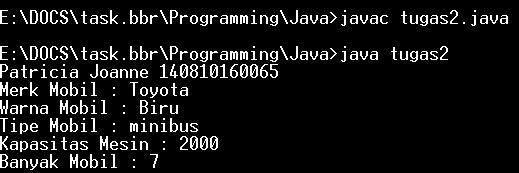 E:\DOCS\task.bbr\Programming\Java>javac tugas2.java
E:\DOCS\task.bbr\Programming\Java>java tugas2
Patricia Joanne 140810160065
Merk Mobil : Toyota
Warna Mobil : Biru
Tipe Mobil : minibus
Kapasitas Mesin : 2000
Banyak Mobil : 7